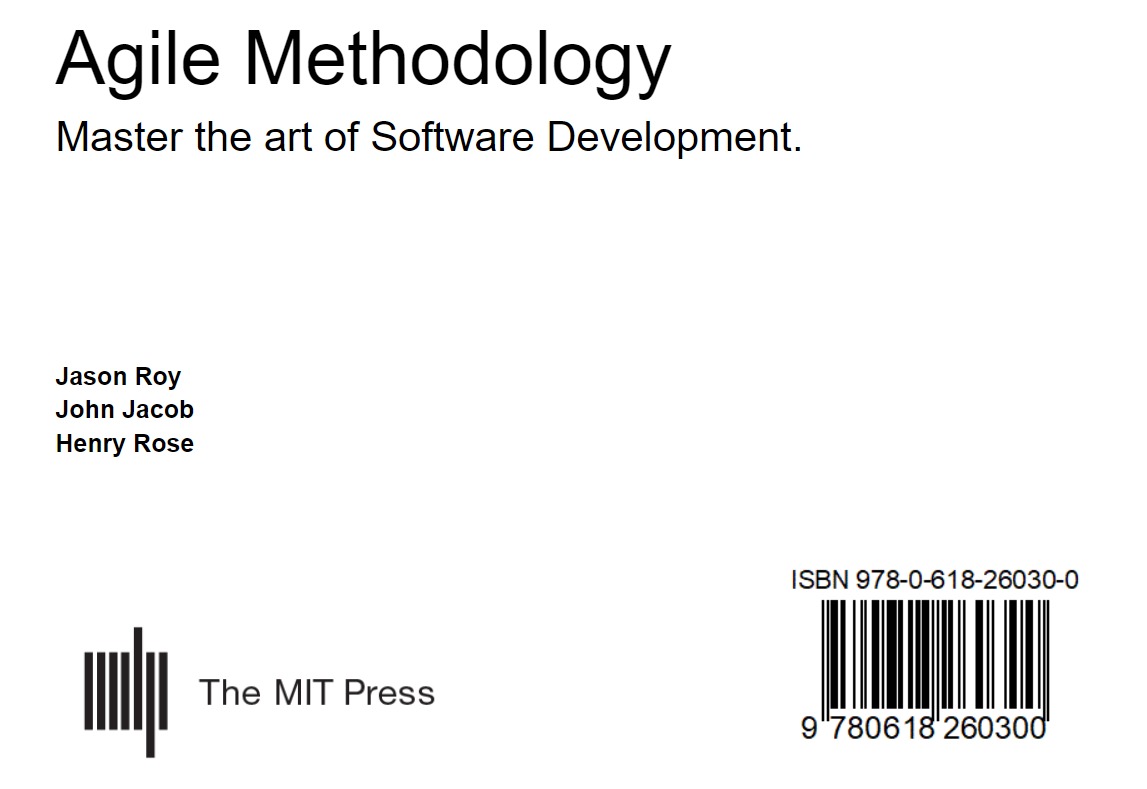 Agile Methodology
Master the art of Software Development.
Jason Roy
John Jacob
Henry Rose
The MIT Press
ISBN 978-0-618-26030-0
9 780618 260300